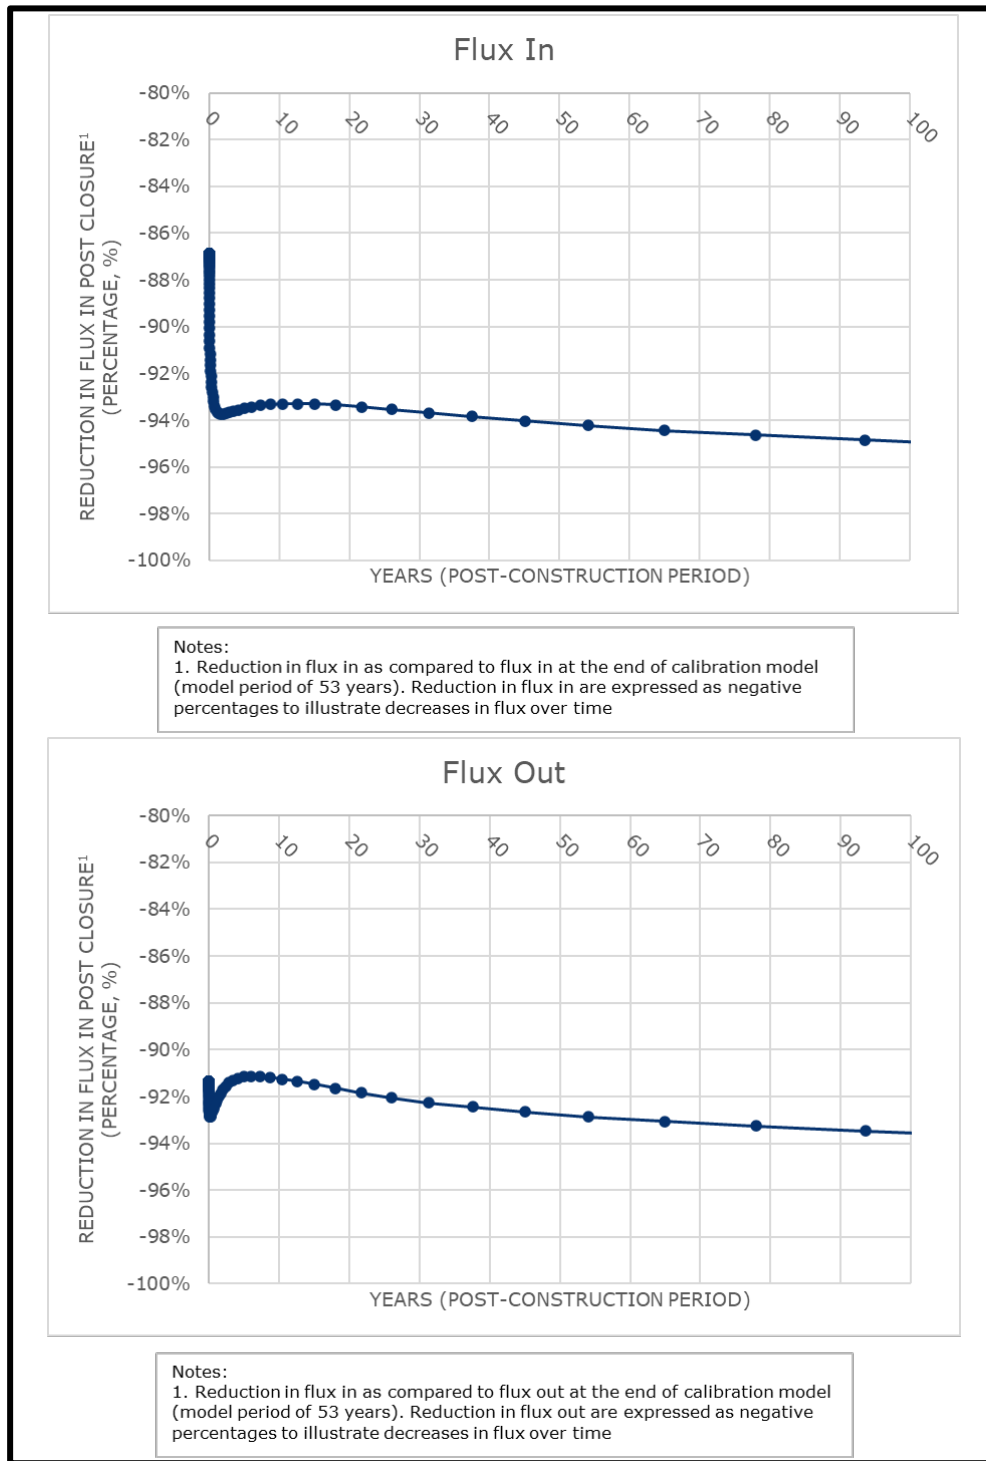 Flux In
-80%
0 10 20 30 40 50 60 70 80 90 100
-82%
-84%
-86%
-88%
-90%
-92%
-94%
-96%
-98%
-100%
REDUCTION IN FLUX IN POST CLOSURE¹
(PERCENTAGE, %)
YEARS (POST-CONSTRUCTION PERIOD)
Notes:
1. Reduction in flux in as compared to flux in at the end of calibration model
(model period of 53 years). Reduction in flux in are expressed as negative
percentages to illustrate decreases in flux over time
Flux Out
-80%
0 10 20 30 40 50 60 70 80 90 100
-82%
-84%
-86%
-88%
-90%
-92%
-94%
-96%
-98%
-100%
REDUCTION IN FLUX IN POST CLOSURE¹
(PERCENTAGE, %)
YEARS (POST-CONSTRUCTION PERIOD)
Notes:
1. Reduction in flux in as compared to flux out at the end of calibration model
(model period of 53 years). Reduction in flux out are expressed as negative
percentages to illustrate decreases in flux over time